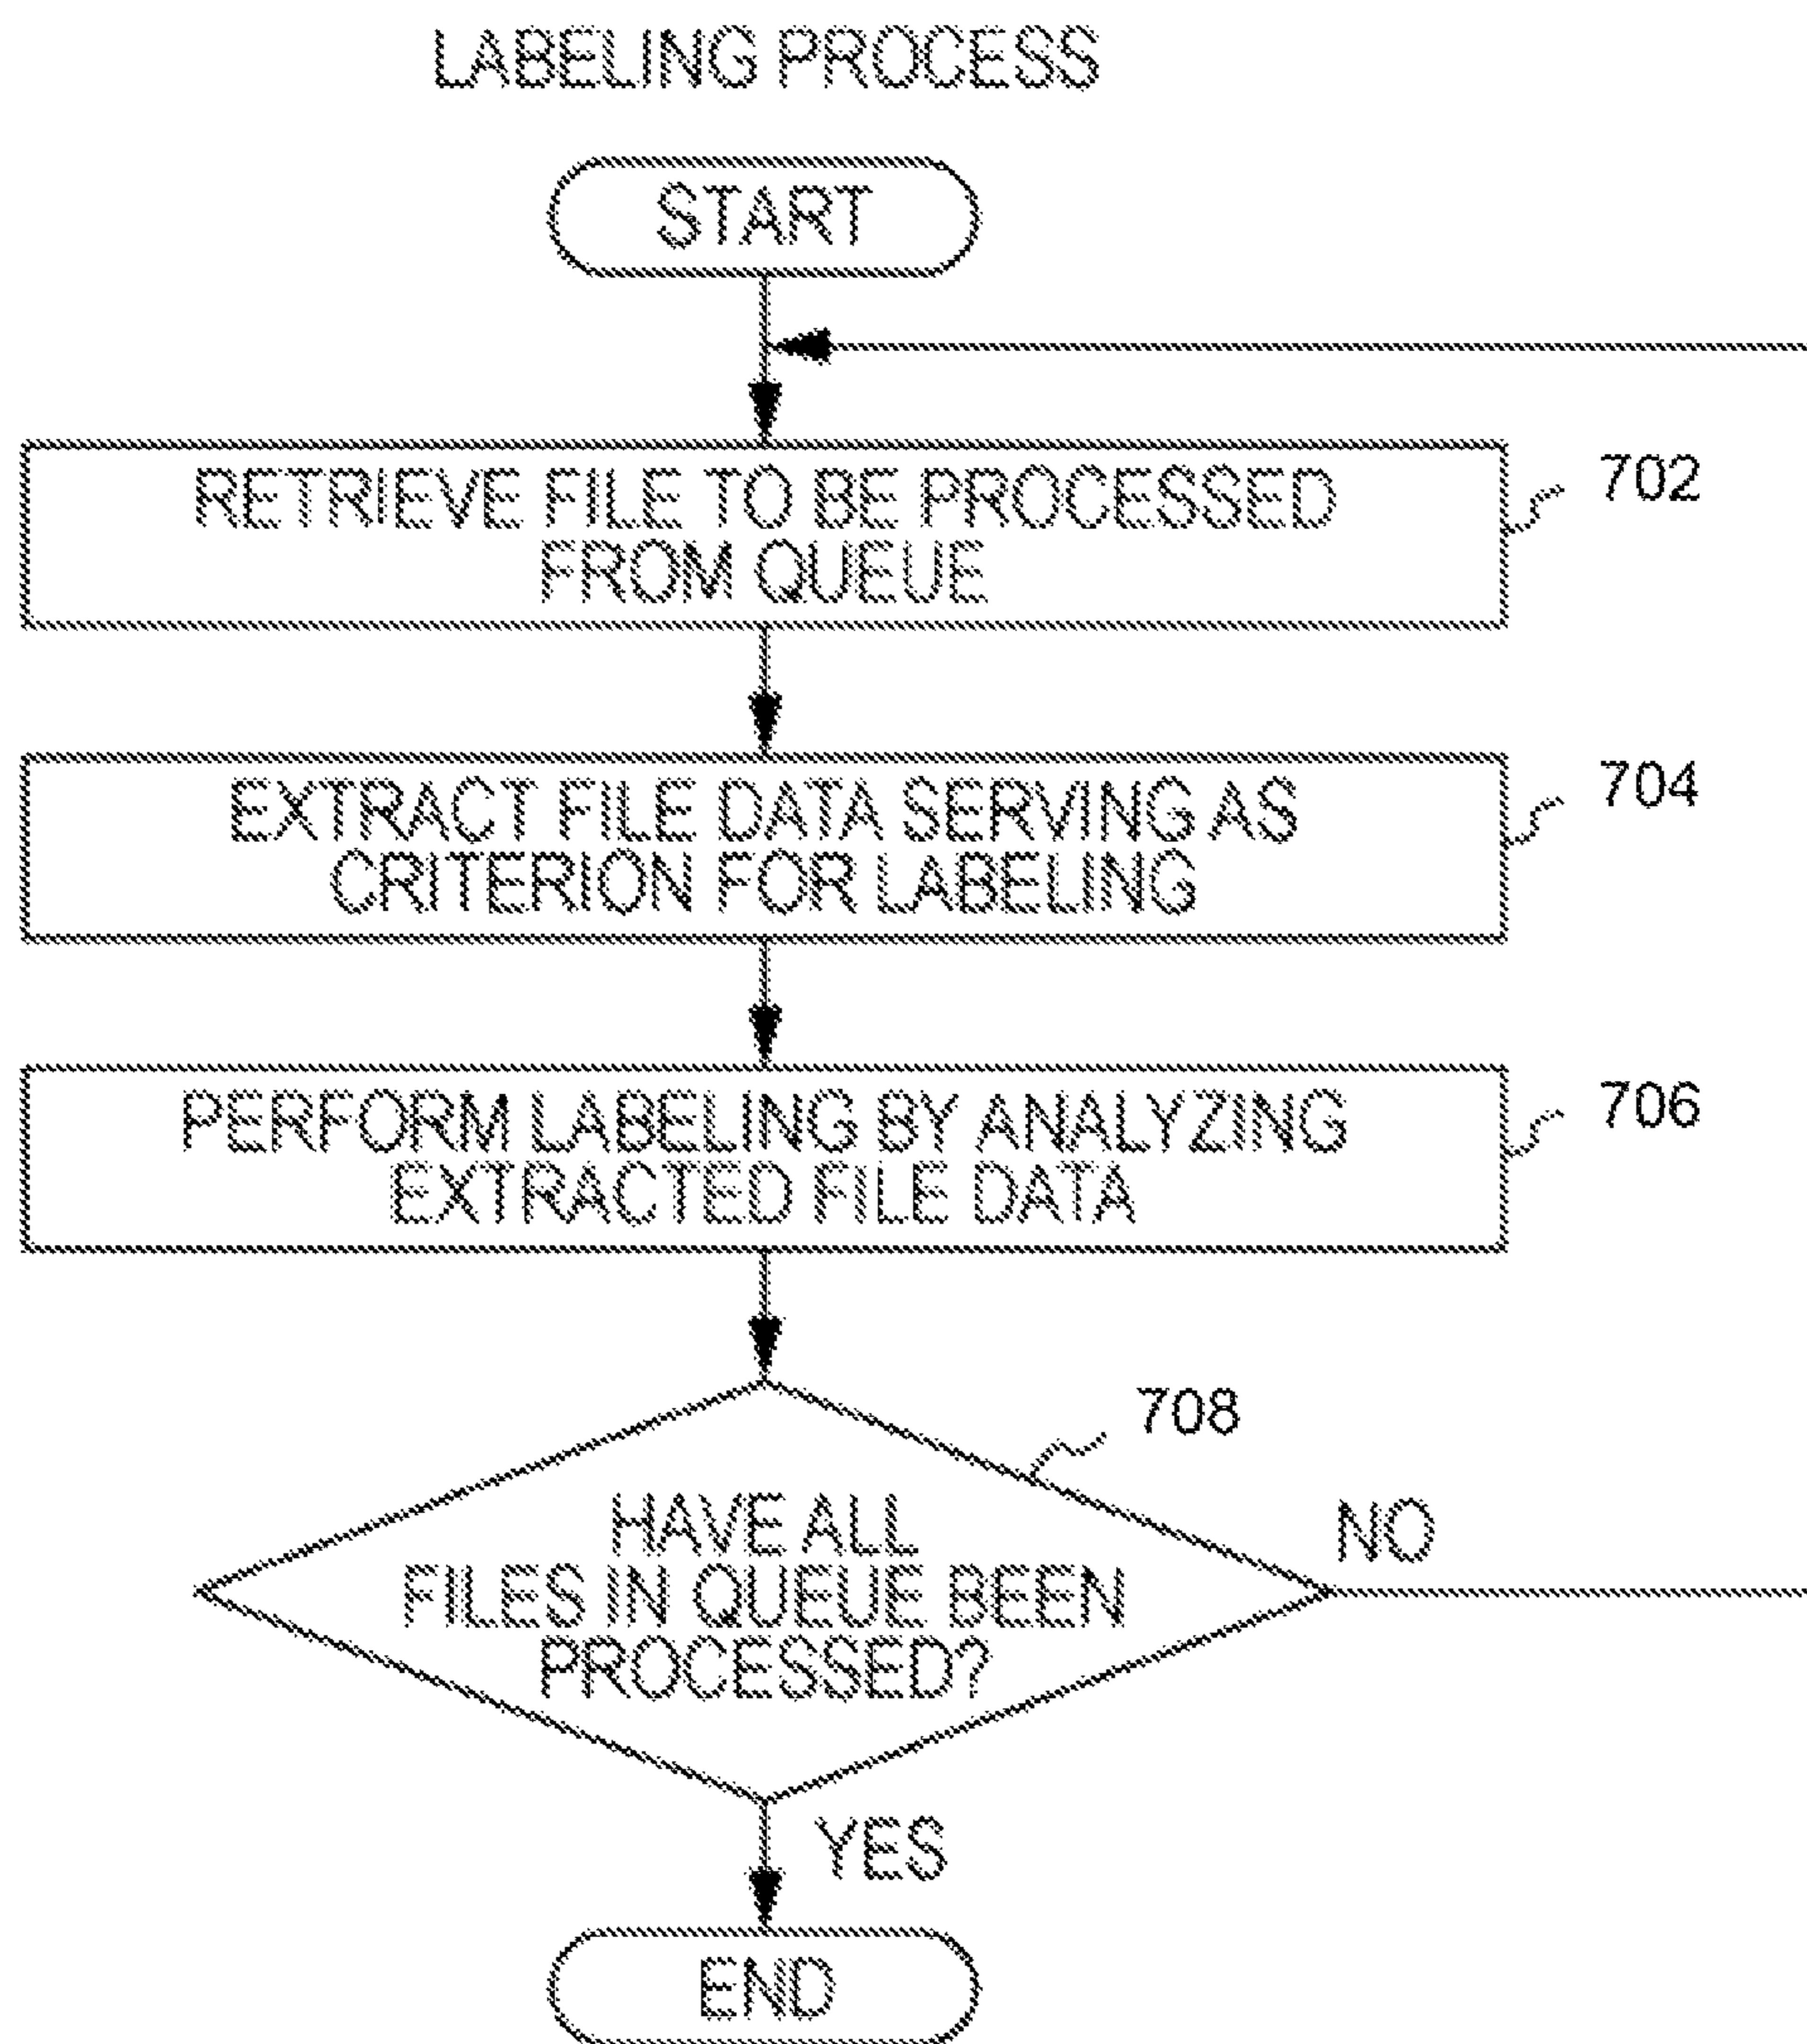 LABELING PROCESS
START
RETRIEVE FILE TO BE PROCESSED
FROM QUEUE
702
EXTRACT FILE DATA SERVING AS
CRITERION FOR LABELING
704
PERFORM LABELING BY ANALYZING
EXTRACTED FILE DATA
706
708
HAVE ALL
FILES IN QUEUE BEEN
PROCESSED?
NO
YES
END